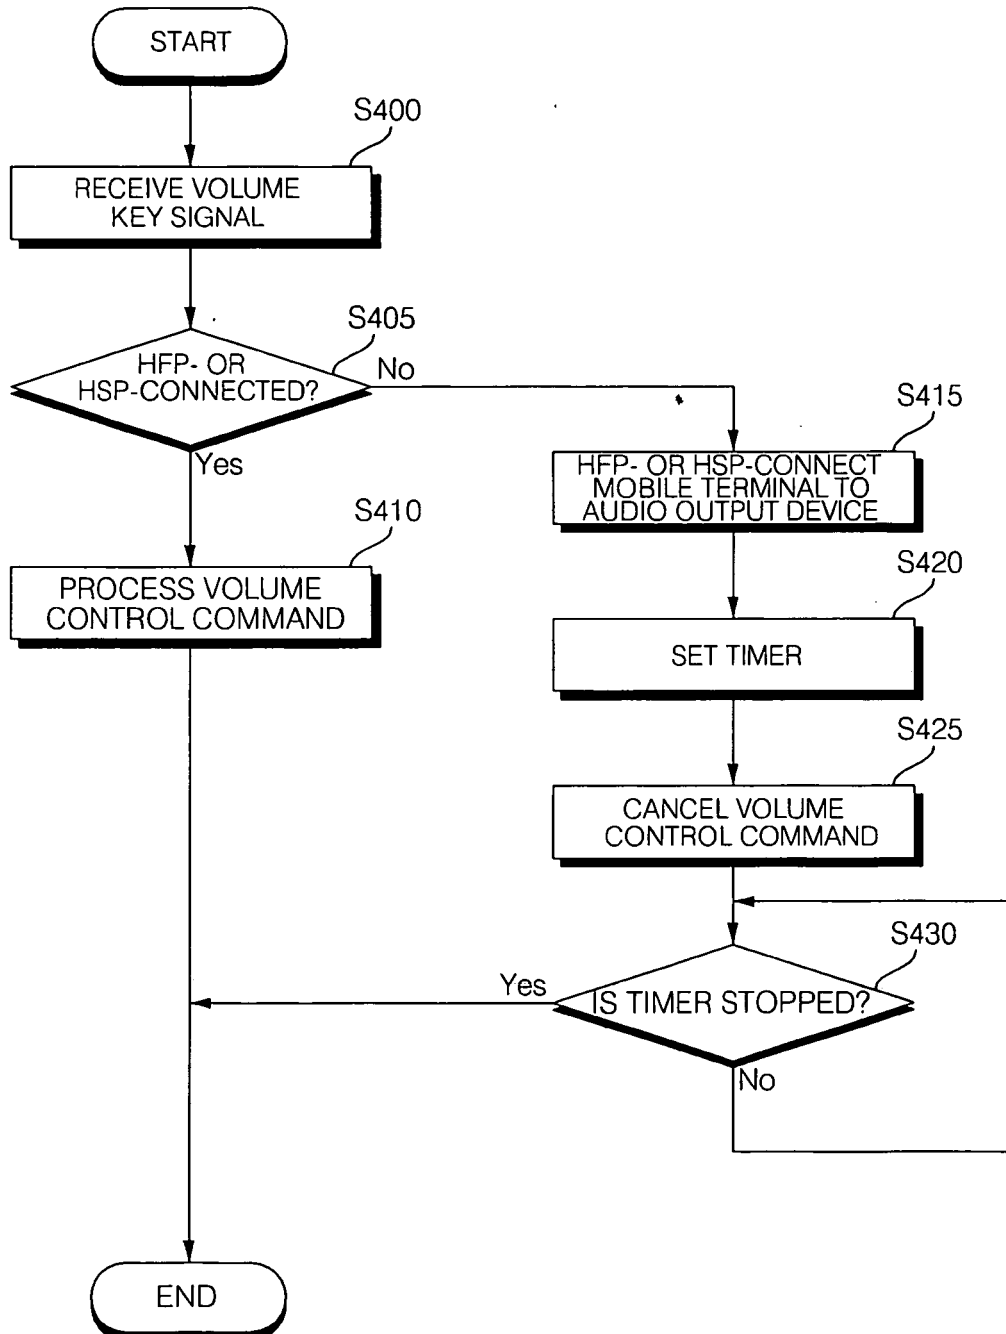 START
S400
RECEIVE VOLUME
KEY SIGNAL
S405
HFP- OR
HSP-CONNECTED?
No
Yes
S410
PROCESS VOLUME
CONTROL COMMAND
S415
HFP- OR HSP-CONNECT
MOBILE TERMINAL TO
AUDIO OUTPUT DEVICE
S420
SET TIMER
S425
CANCEL VOLUME
CONTROL COMMAND
S430
IS TIMER STOPPED?
Yes
No
END